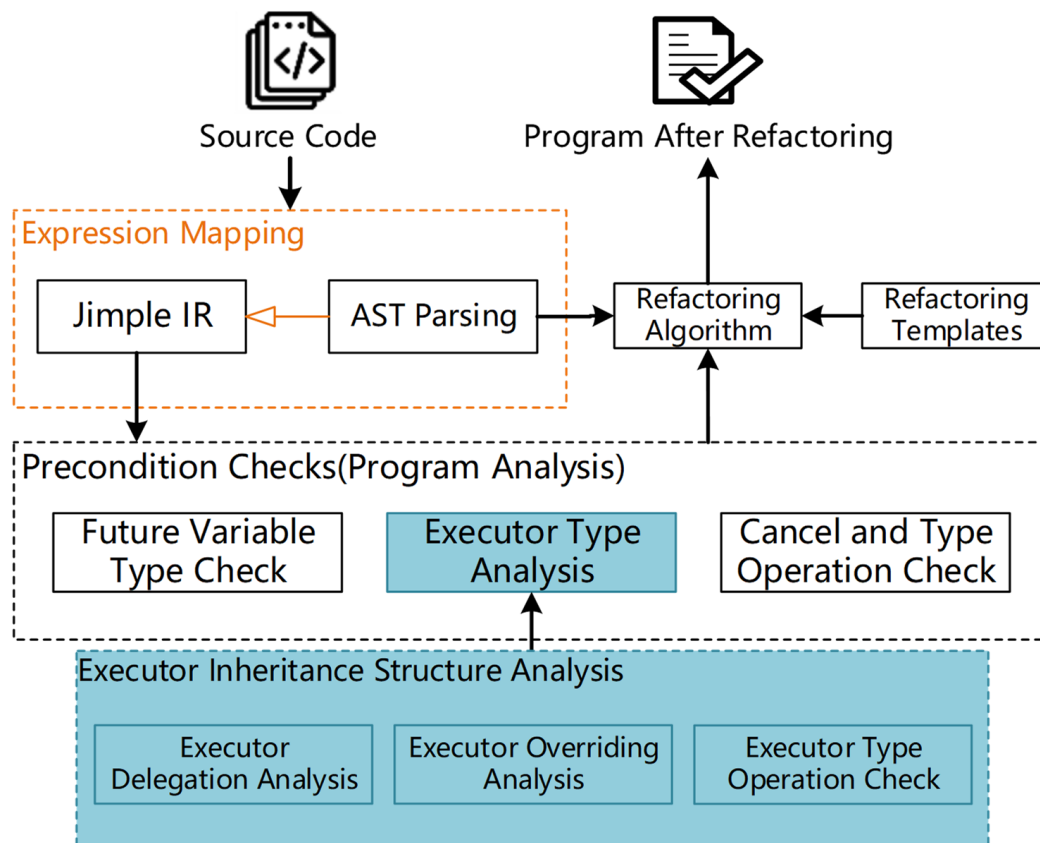 </>
Source Code
Program After Refactoring
Expression Mapping
Jimple IR
AST Parsing
Refactoring
Algorithm
Refactoring
Templates
Precondition Checks(Program Analysis)
Future Variable
Type Check
Executor Type
Analysis
Cancel and Type
Operation Check
Executor Inheritance Structure Analysis
Executor
Delegation Analysis
Executor Overriding
Analysis
Executor Type
Operation Check